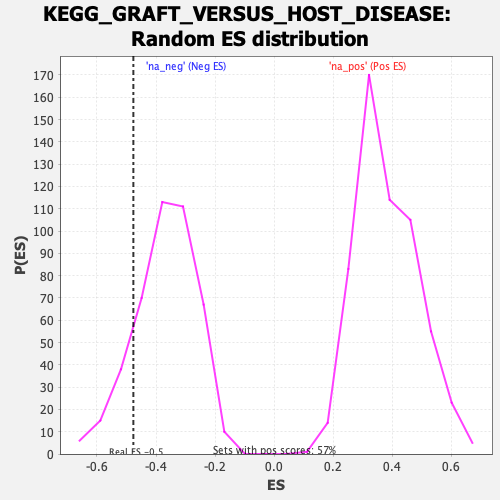 KEGG_GRAFT_VERSUS_HOST_DISEASE:
Random ES distribution
'na_neg' (Neg ES)
'na_pos' (Pos ES)
170
160
150
140
130
120
110
100
90
80
70
60
50
40
30
20
10
0
P(ES)
Real ES -0.5
Sets with pos scores: 57%
-0.6 -0.4 -0.2 0.0 0.2 0.4 0.6
ES